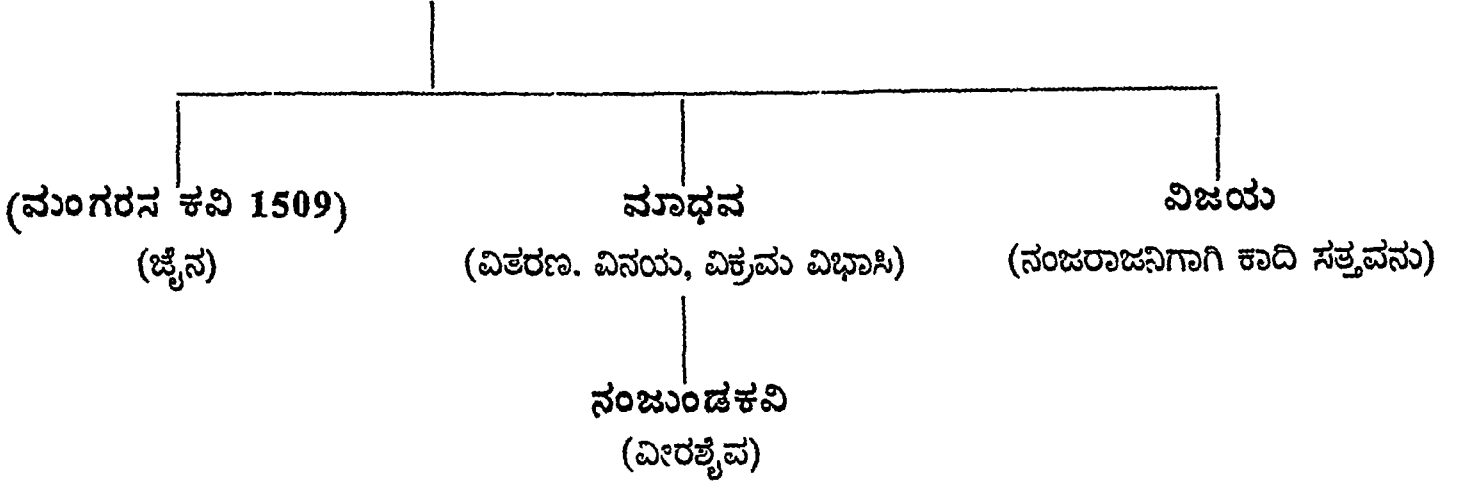 (ಮಂಗರಸ ಕವಿ 1509) ಮಾಧವ ವಿಜಯ
(ಜೈನ) (ವಿತರಣ. ವಿನಯ, ವಿಕ್ರಮ ವಿಭಾಸಿ) (ನಂಜರಾಜನಿಗಾಗಿ ಕಾದಿ ಸತ್ತವನು)
ನಂಜುಂಡಕವಿ
(ವೀರಶೈವ)